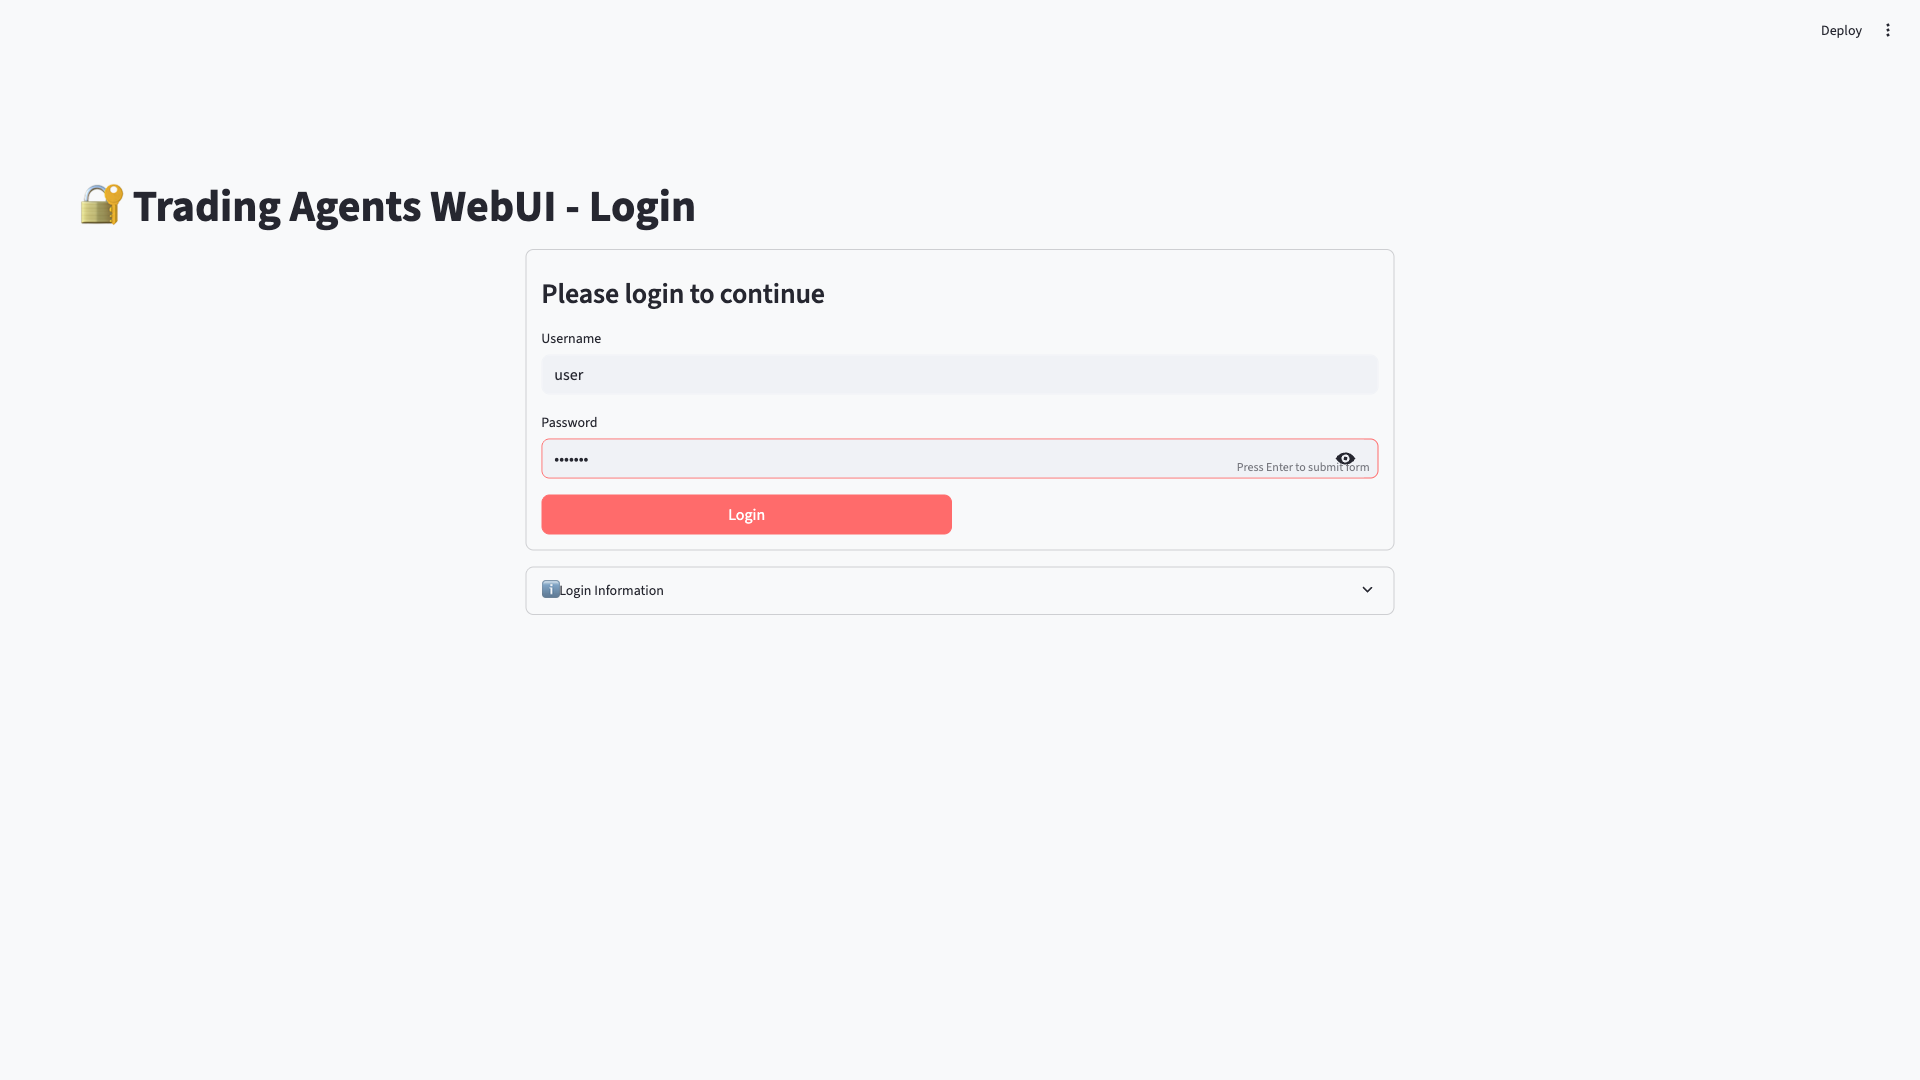 Deploy
Trading Agents WebUI - Login
Please login to continue
Username
user
Password
•••••••
Press Enter to submit form
Login
Login Information